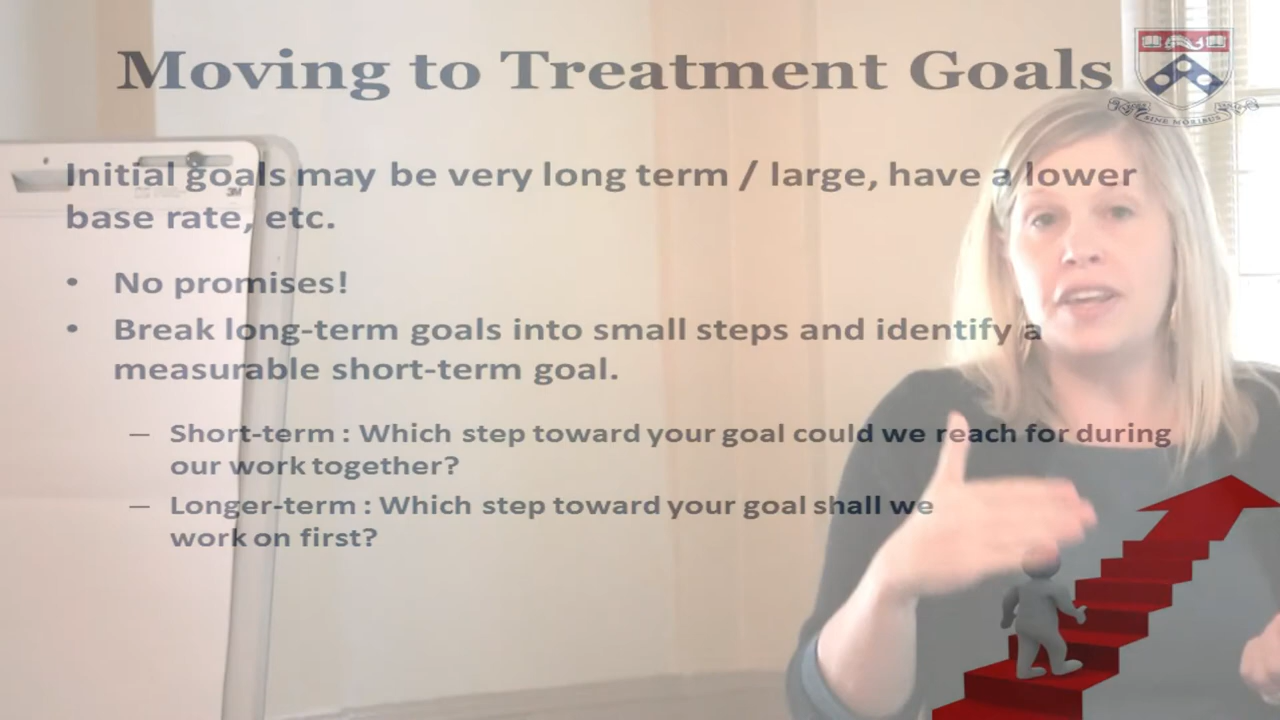 Moving to Treatment Goals
Initial goals may be very long term / large, have a lower
base rate, etc.
• No promises!
• Break long-term goals into small steps and identify a
measurable short-term goal.
– Short-term : Which step toward your goal could we reach for during
our work together?
– Longer-term : Which step toward your goal shall we
work on first?
SINE MORIBUS
3M